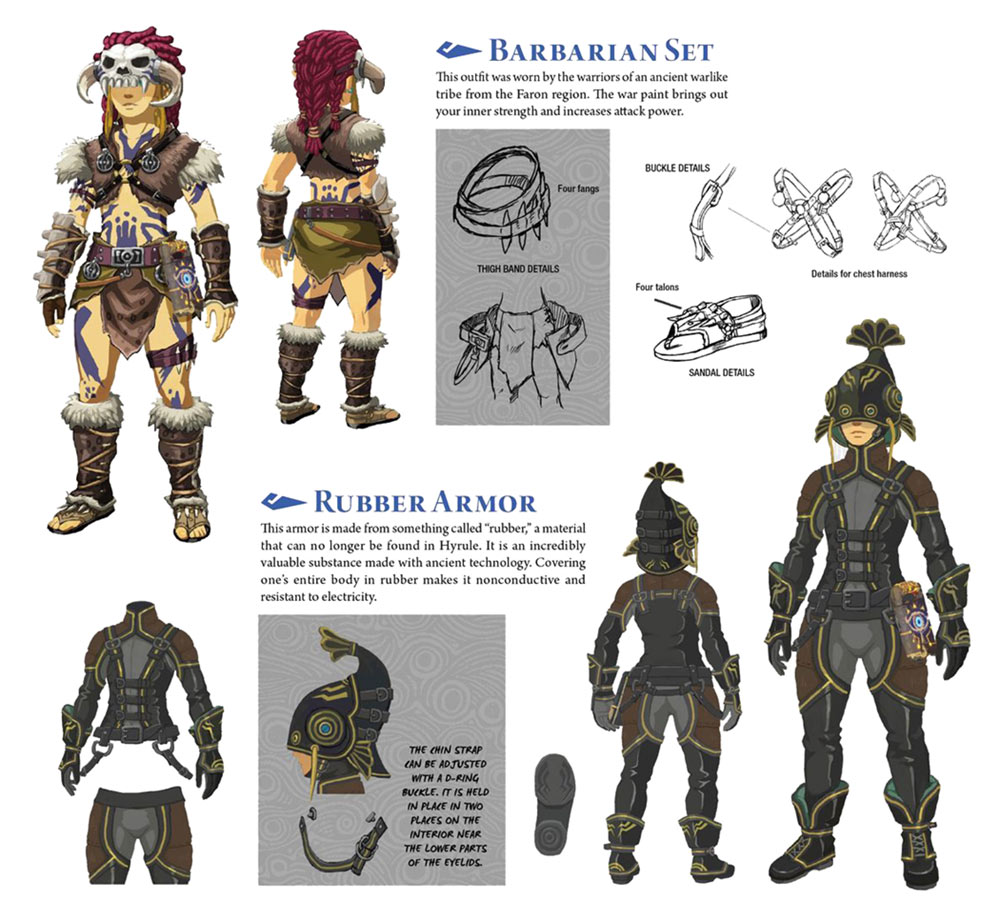 BARBARIAN SET
This outfit was worn by the warriors of an ancient warlike
tribe from the Faron region. The war paint brings out
your inner strength and increases attack power.
Four fangs
THIGH BAND DETAILS
BUCKLE DETAILS
Details for chest harness
Four talons
SANDAL DETAILS
RUBBER ARMOR
This armor is made from something called “rubber,” a material
that can no longer be found in Hyrule. It is an incredibly
valuable substance made with ancient technology. Covering
one’s entire body in rubber makes it nonconductive and
resistant to electricity.
THE CHIN STRAP
CAN BE ADJUSTED
WITH A D-RING
BUCKLE. IT IS HELD
IN PLACE IN TWO
PLACES ON THE
INTERIOR NEAR
THE LOWER PARTS
OF THE EYELIDS.